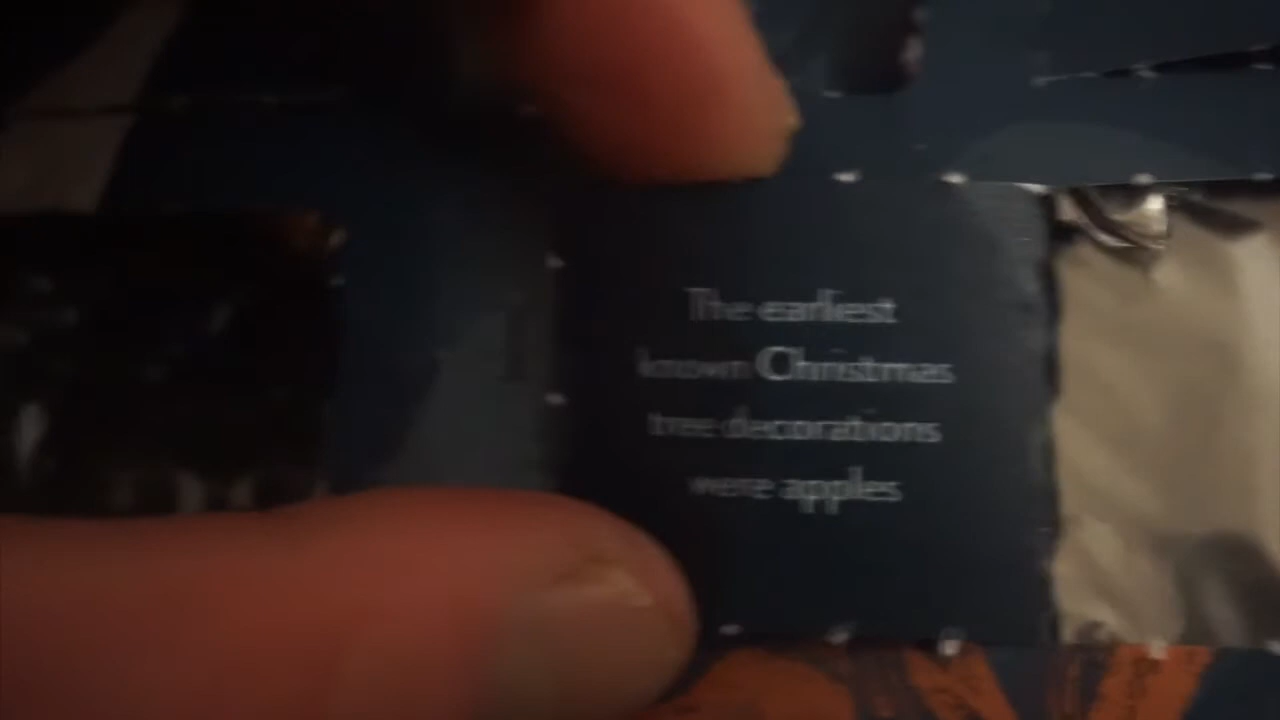 The earliest
known Christmas
tree decorations
were apples